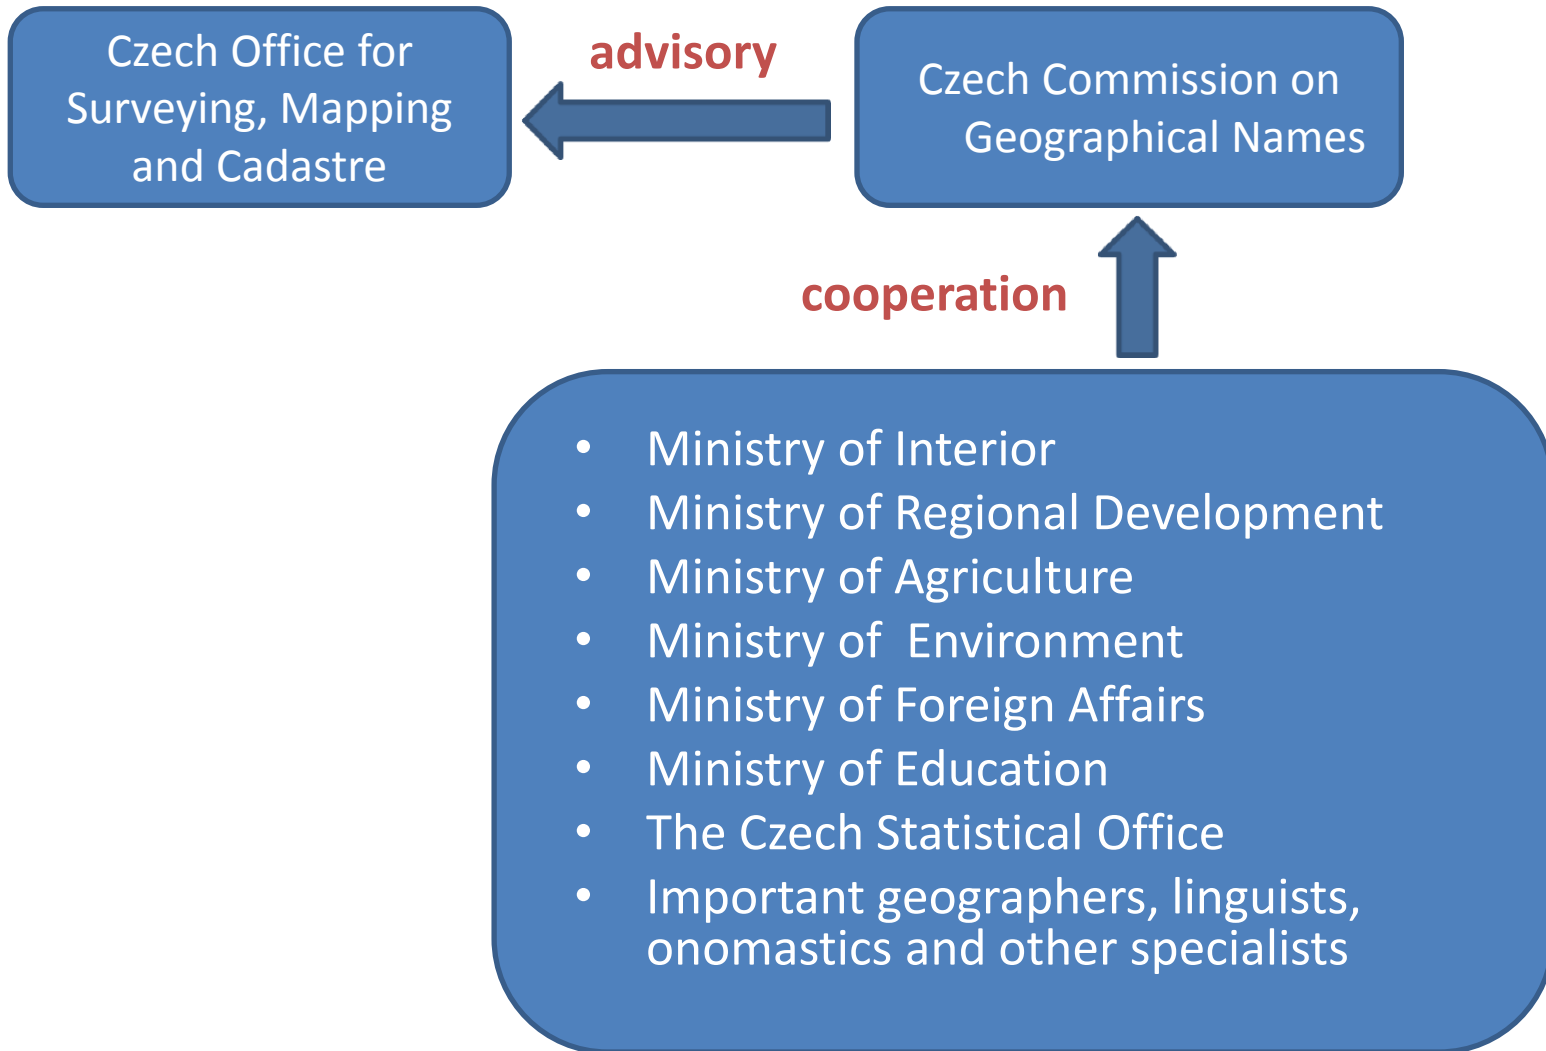 Czech Office for
Surveying, Mapping
and Cadastre
advisory
Czech Commission on
Geographical Names
cooperation
• Ministry of Interior
• Ministry of Regional Development
• Ministry of Agriculture
• Ministry of  Environment
• Ministry of Foreign Affairs
• Ministry of Education
• The Czech Statistical Office
• Important geographers, linguists,
onomastics and other specialists